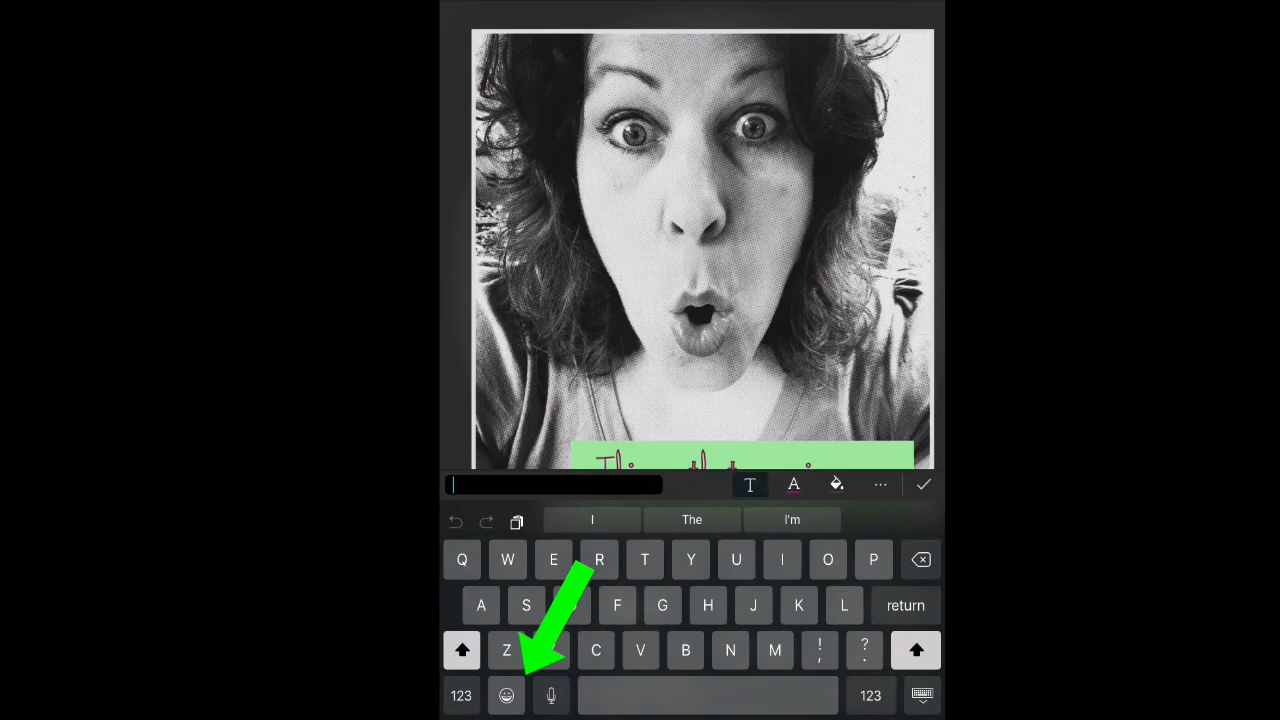 T A ...
I The I'm
Q W E R T Y U I O P
A S F G H J K L return
Z C V B N M ! , ? .
123 123